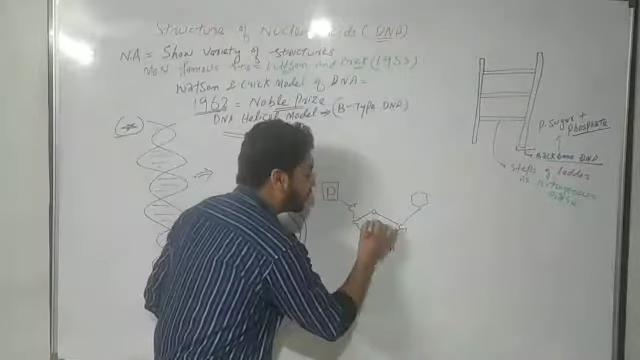 Structure of Nucleic Acids (DNA)
NA = Show variety of structures
Most famous two = Watson and Crick (1953)
Watson & Crick Model of DNA =
1962 = Noble Prize
DNA Helical Model → (B-Type DNA)
P
P. Sugar +
Phosphate
Backbone DNA
steps of ladder